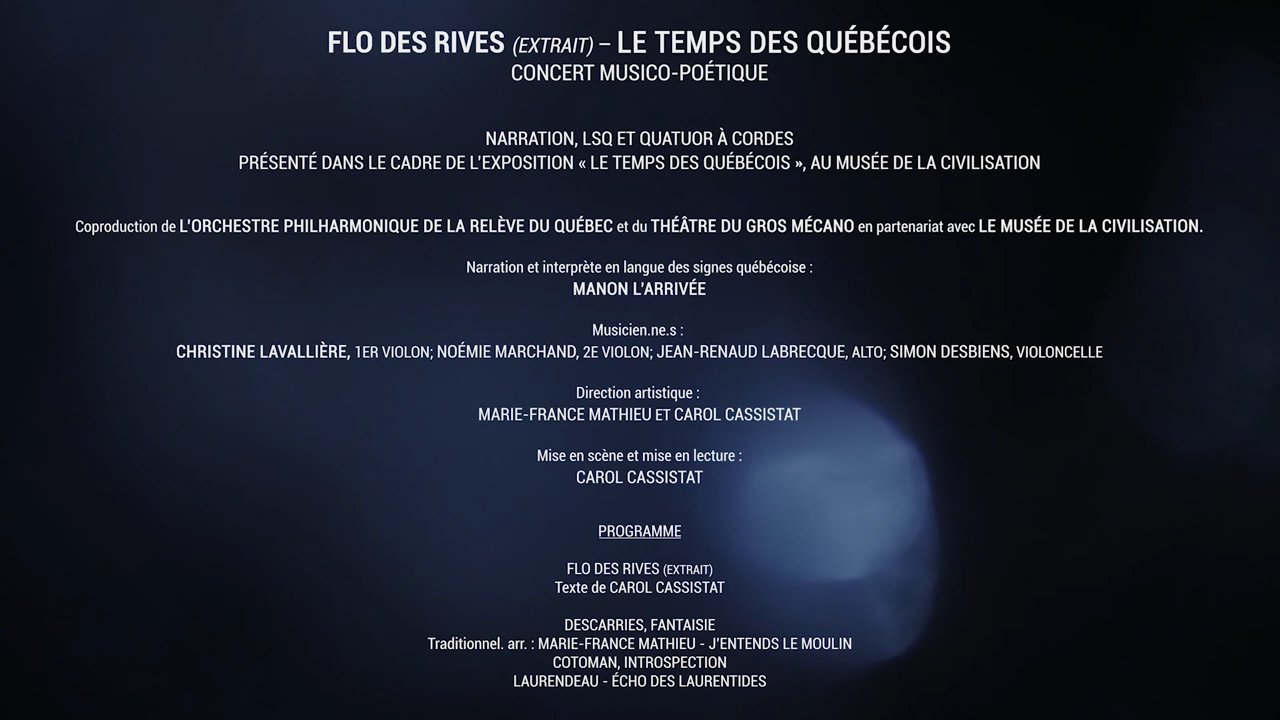 FLO DES RIVES (EXTRAIT) – LE TEMPS DES QUÉBÉCOIS
CONCERT MUSICO-POÉTIQUE
NARRATION, LSQ ET QUATUOR À CORDES
PRÉSENTÉ DANS LE CADRE DE L'EXPOSITION « LE TEMPS DES QUÉBÉCOIS », AU MUSÉE DE LA CIVILISATION
Coproduction de L'ORCHESTRE PHILHARMONIQUE DE LA RELÈVE DU QUÉBEC et du THÉÂTRE DU GROS MÉCANO en partenariat avec LE MUSÉE DE LA CIVILISATION.
Narration et interprète en langue des signes québécoise :
MANON L'ARRIVÉE
Musicien.ne.s :
CHRISTINE LAVALLIÈRE, 1ER VIOLON; NOÉMIE MARCHAND, 2E VIOLON; JEAN-RENAUD LABRECQUE, ALTO; SIMON DESBIENS, VIOLONCELLE
Direction artistique :
MARIE-FRANCE MATHIEU ET CAROL CASSISTAT
Mise en scène et mise en lecture :
CAROL CASSISTAT
PROGRAMME
FLO DES RIVES (EXTRAIT)
Texte de CAROL CASSISTAT
DESCARRIES, FANTAISIE
Traditionnel. arr. : MARIE-FRANCE MATHIEU - J'ENTENDS LE MOULIN
COTOMAN, INTROSPECTION
LAURENDEAU - ÉCHO DES LAURENTIDES